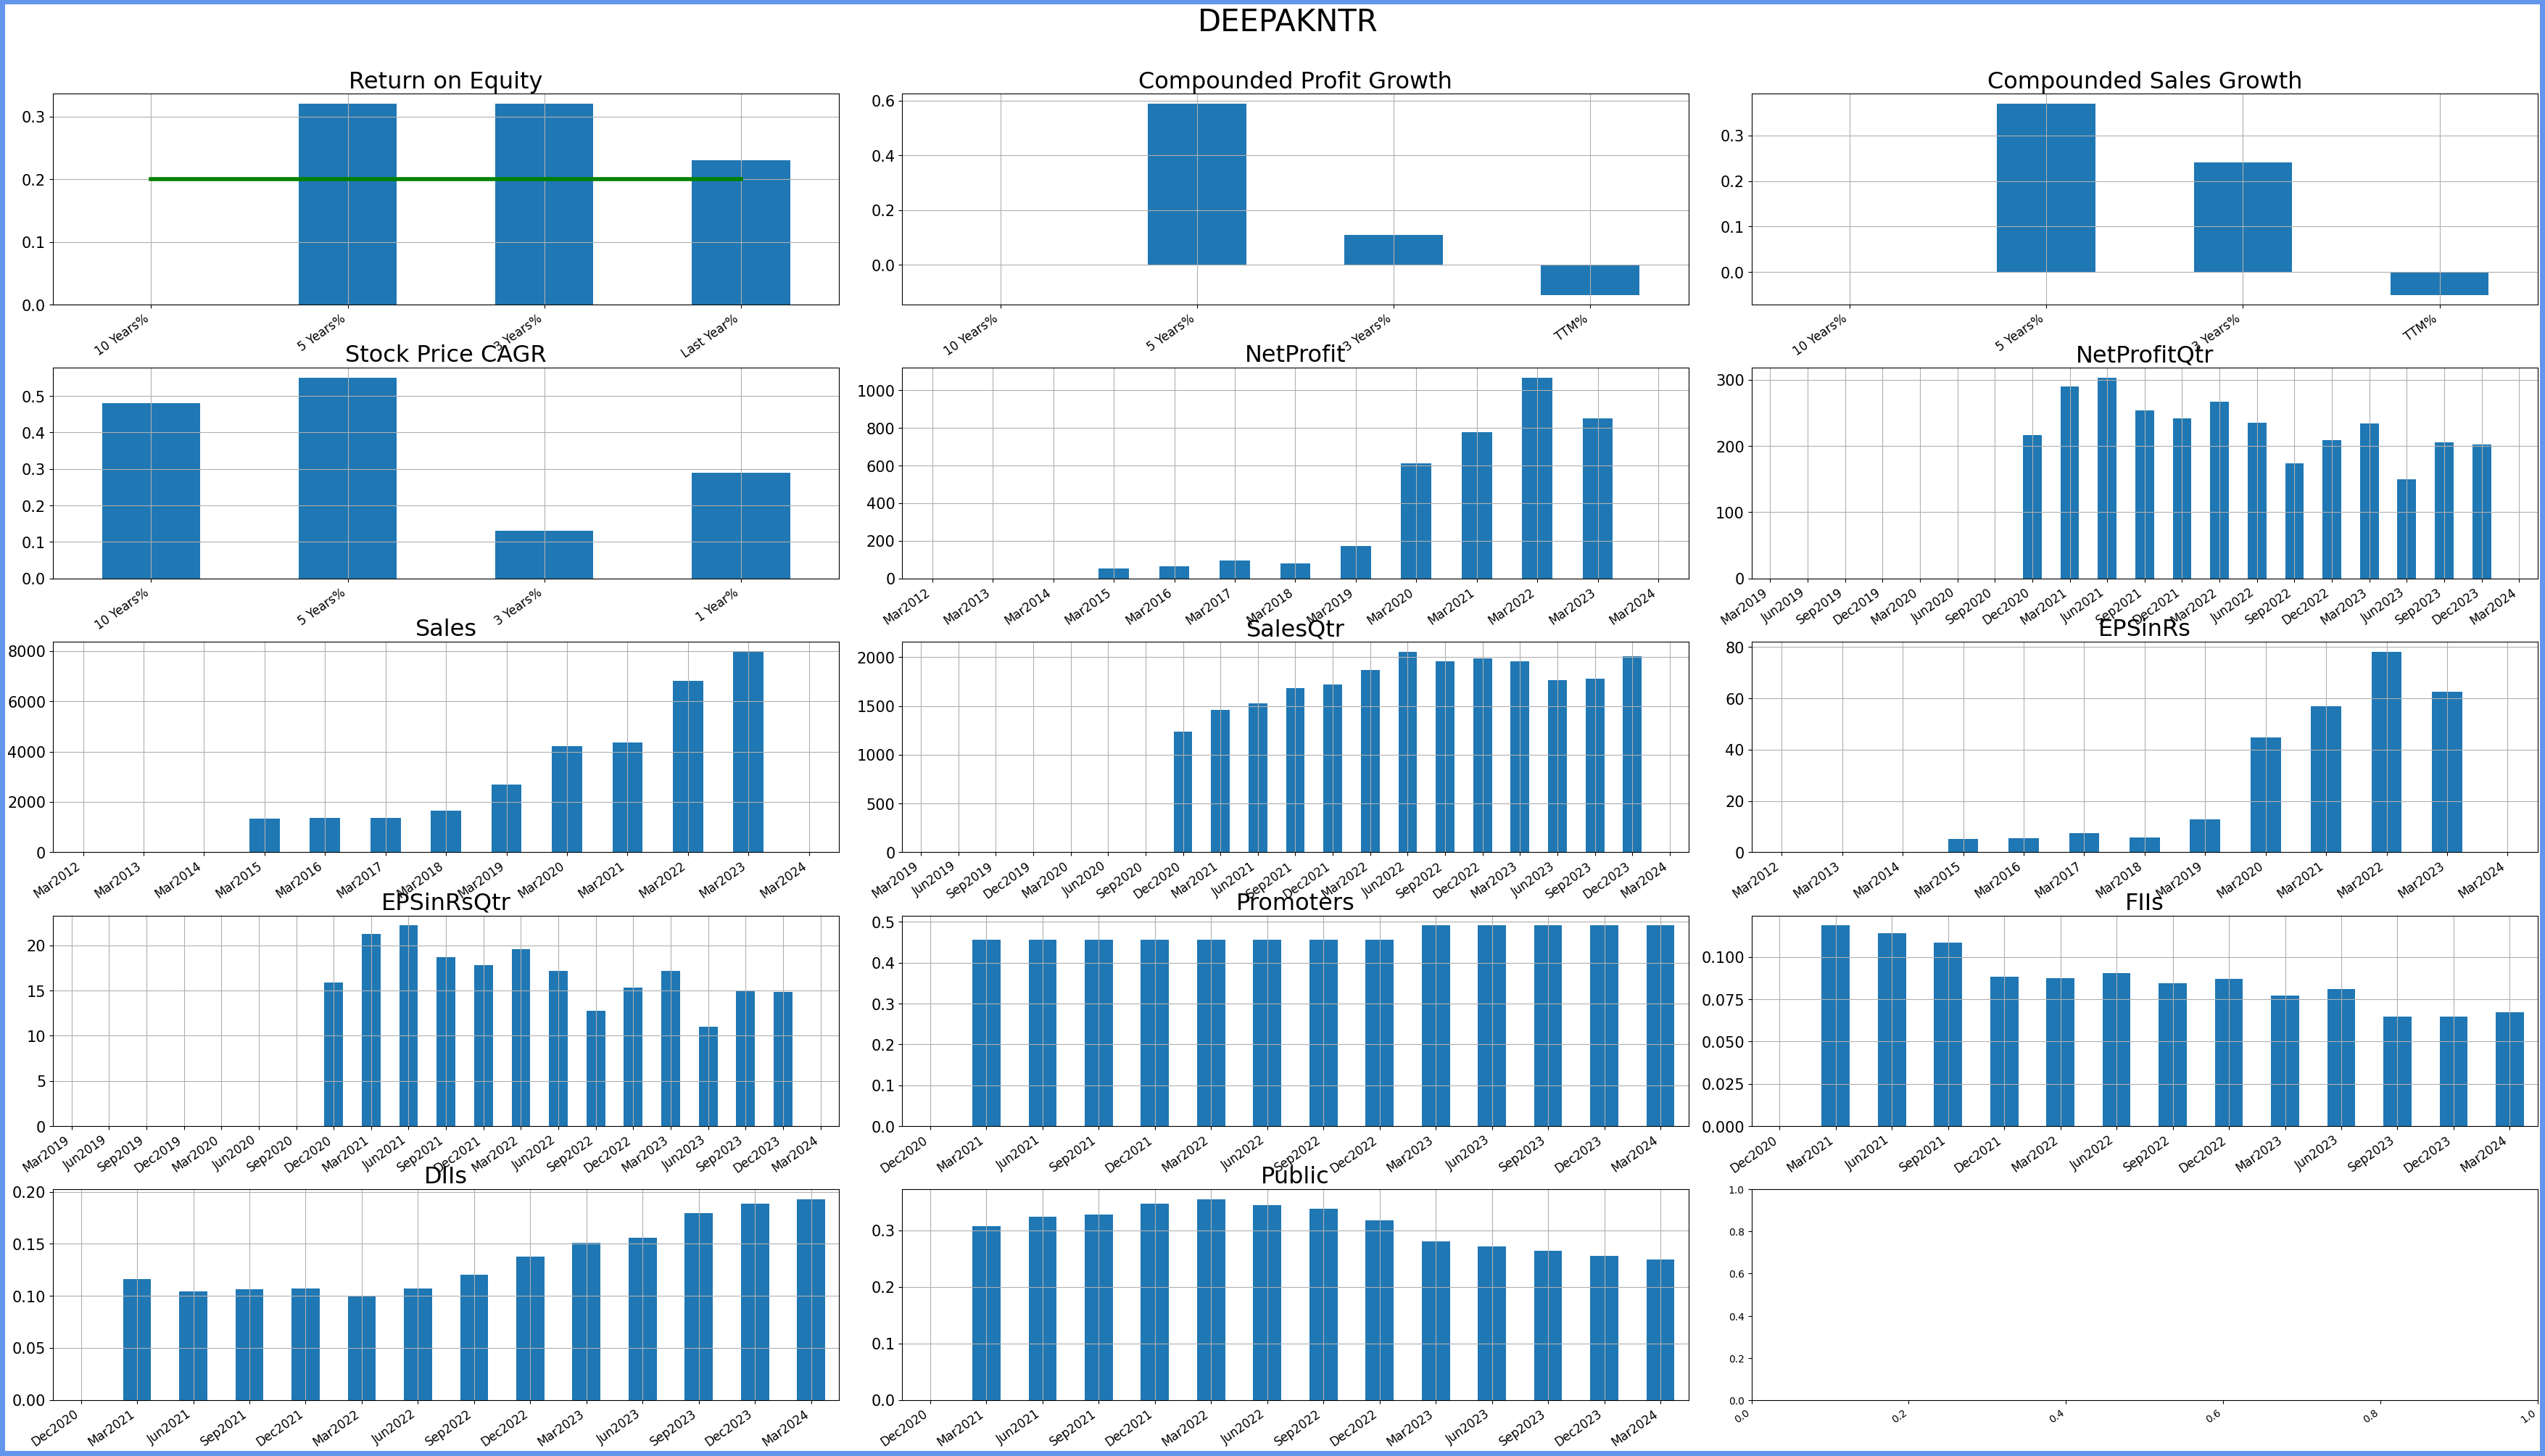 DEEPAKNTR
Return on Equity
0.3
0.2
0.1
0.0
10 Years%
5 Years%
3 Years%
Last Year%
Compounded Profit Growth
0.6
0.4
0.2
0.0
10 Years%
5 Years%
3 Years%
TTM%
Compounded Sales Growth
0.3
0.2
0.1
0.0
10 Years%
5 Years%
3 Years%
TTM%
Stock Price CAGR
0.5
0.4
0.3
0.2
0.1
0.0
10 Years%
5 Years%
3 Years%
1 Year%
NetProfit
1000
800
600
400
200
0
Mar2012
Mar2013
Mar2014
Mar2015
Mar2016
Mar2017
Mar2018
Mar2019
Mar2020
Mar2021
Mar2022
Mar2023
Mar2024
NetProfitQtr
300
200
100
0
Mar2019
Jun2019
Sep2019
Dec2019
Mar2020
Jun2020
Sep2020
Dec2020
Mar2021
Jun2021
Sep2021
Dec2021
Mar2022
Jun2022
Sep2022
Dec2022
Mar2023
Jun2023
Sep2023
Dec2023
Mar2024
Sales
8000
6000
4000
2000
0
Mar2012
Mar2013
Mar2014
Mar2015
Mar2016
Mar2017
Mar2018
Mar2019
Mar2020
Mar2021
Mar2022
Mar2023
Mar2024
SalesQtr
2000
1500
1000
500
0
Mar2019
Jun2019
Sep2019
Dec2019
Mar2020
Jun2020
Sep2020
Dec2020
Mar2021
Jun2021
Sep2021
Dec2021
Mar2022
Jun2022
Sep2022
Dec2022
Mar2023
Jun2023
Sep2023
Dec2023
Mar2024
EPSinRs
80
60
40
20
0
Mar2012
Mar2013
Mar2014
Mar2015
Mar2016
Mar2017
Mar2018
Mar2019
Mar2020
Mar2021
Mar2022
Mar2023
Mar2024
EPSinRsQtr
20
15
10
5
0
Mar2019
Jun2019
Sep2019
Dec2019
Mar2020
Jun2020
Sep2020
Dec2020
Mar2021
Jun2021
Sep2021
Dec2021
Mar2022
Jun2022
Sep2022
Dec2022
Mar2023
Jun2023
Sep2023
Dec2023
Mar2024
Promoters
0.5
0.4
0.3
0.2
0.1
0.0
Dec2020
Mar2021
Jun2021
Sep2021
Dec2021
Mar2022
Jun2022
Sep2022
Dec2022
Mar2023
Jun2023
Sep2023
Dec2023
Mar2024
FIIs
0.100
0.075
0.050
0.025
0.000
Dec2020
Mar2021
Jun2021
Sep2021
Dec2021
Mar2022
Jun2022
Sep2022
Dec2022
Mar2023
Jun2023
Sep2023
Dec2023
Mar2024
DIIs
0.20
0.15
0.10
0.05
0.00
Dec2020
Mar2021
Jun2021
Sep2021
Dec2021
Mar2022
Jun2022
Sep2022
Dec2022
Mar2023
Jun2023
Sep2023
Dec2023
Mar2024
Public
0.3
0.2
0.1
0.0
Dec2020
Mar2021
Jun2021
Sep2021
Dec2021
Mar2022
Jun2022
Sep2022
Dec2022
Mar2023
Jun2023
Sep2023
Dec2023
Mar2024
1.0
0.8
0.6
0.4
0.2
0.0
0.0
0.2
0.4
0.6
0.8
1.0